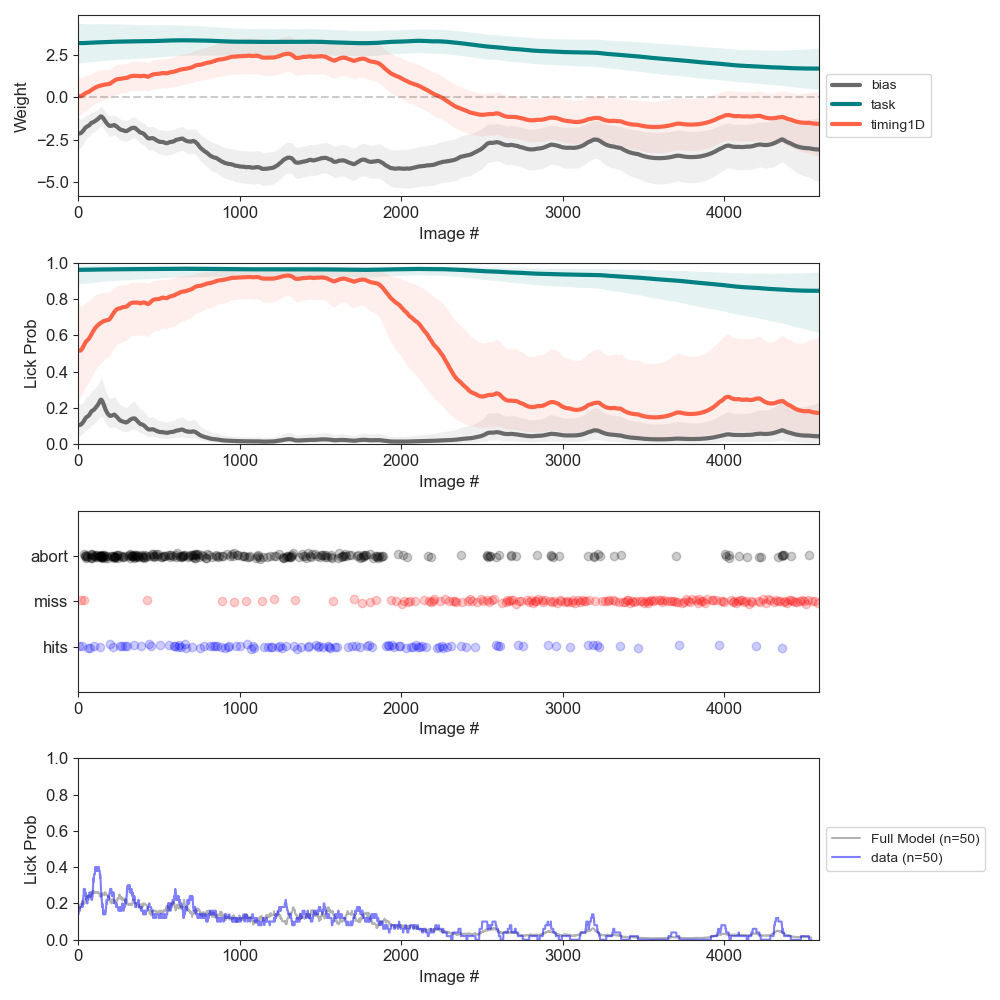 Weight
2.5
0.0
−2.5
−5.0
0 1000 2000 3000 4000
Image #
bias
task
timing1D
Lick Prob
1.0
0.8
0.6
0.4
0.2
0.0
0 1000 2000 3000 4000
Image #
abort
miss
hits
0 1000 2000 3000 4000
Image #
Lick Prob
1.0
0.8
0.6
0.4
0.2
0.0
0 1000 2000 3000 4000
Image #
Full Model (n=50)
data (n=50)